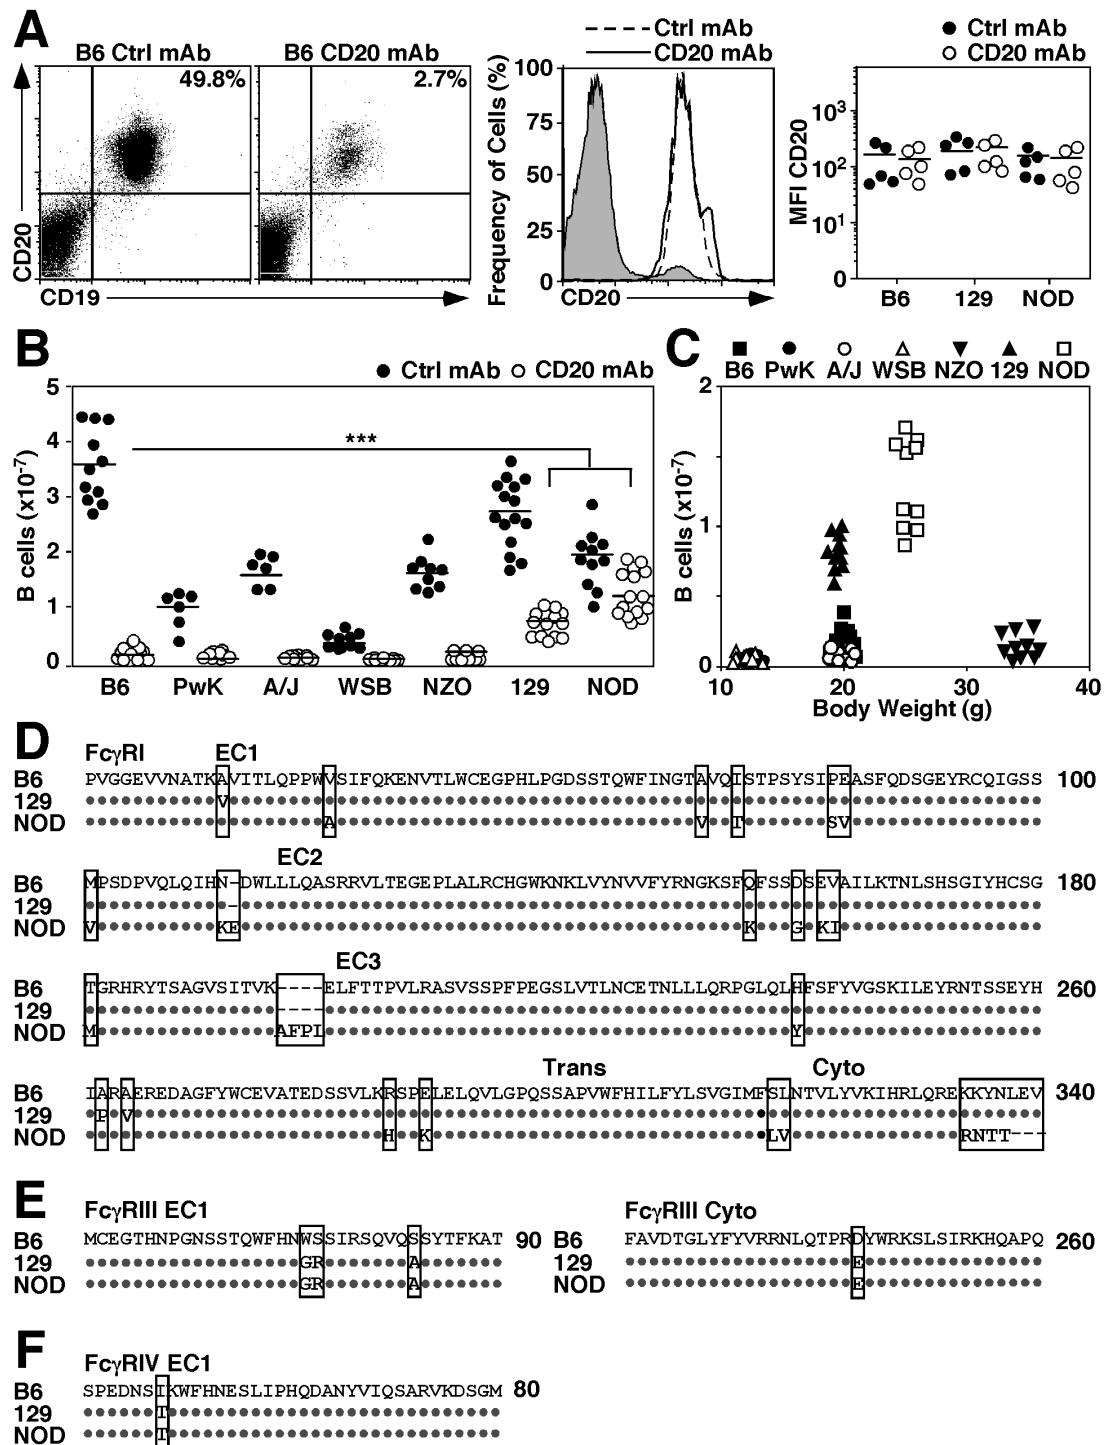 A
B6 Ctrl mAb
49.8%
B6 CD20 mAb
2.7%
CD20
CD19
Ctrl mAb
CD20 mAb
Frequency of Cells (%)
100
75
50
25
0
CD20
Ctrl mAb
CD20 mAb
MFI CD20
10³
10²
10¹
0
B6 129 NOD
B
Ctrl mAb CD20 mAb
B cells (x10⁻⁷)
5
4
3
2
1
0
***
B6 PwK A/J WSB NZO 129 NOD
C
B6 PwK A/J WSB NZO 129 NOD
B cells (x10⁻⁷)
2
1
0
10 20 30 40
Body Weight (g)
D
FcγRI EC1
B6 PVGGEVVNATKAVITLQPPWVSIFQKENVTLWCEGPHLPGDSSTQWFINGTAVQISTPSYSIPEASFQDSGEYRCQIGSS 100
129 V
NOD A V T SV
EC2
B6 MPSDPVQLQIHN-DWLLLQASRRVLTEGEPLALRCHGWKNKLVYNVVFYRNGKSFQFSSDSEVAILKTNLSHSGIYHCSG 180
129 -
NOD V KE K G KI
EC3
B6 TGRHRYTSAGVSITVK----ELFTTPVLRASVSSPFPEGSLVTLNCETNLLLQRPGLQLHFSFYVGSKILEYRNTSSEYH 260
129 ----
NOD M AFPI Y
Trans Cyto
B6 IARAEREDAGFYWCEVATEDSSVLKRSPELELQVLGPQSSAPVWFHILFYLSVGIMFSLNTVLYVKIHRLQREKKYNLEV 340
129 P V
NOD H K LV RNTT---
E
FcγRIII EC1
B6 MCEGTHNPGNSSTQWFHNWSSIRSQVQSSYTFKAT 90
129 GR A
NOD GR A
FcγRIII Cyto
B6 FAVDTGLYFYVRRNLQTPRDYWRKSLSIRKHQAPQ 260
129 E
NOD E
F
FcγRIV EC1
B6 SPEDNSIKWFHNESLIPHQDANYVIQSARVKDSGM 80
129 T
NOD T